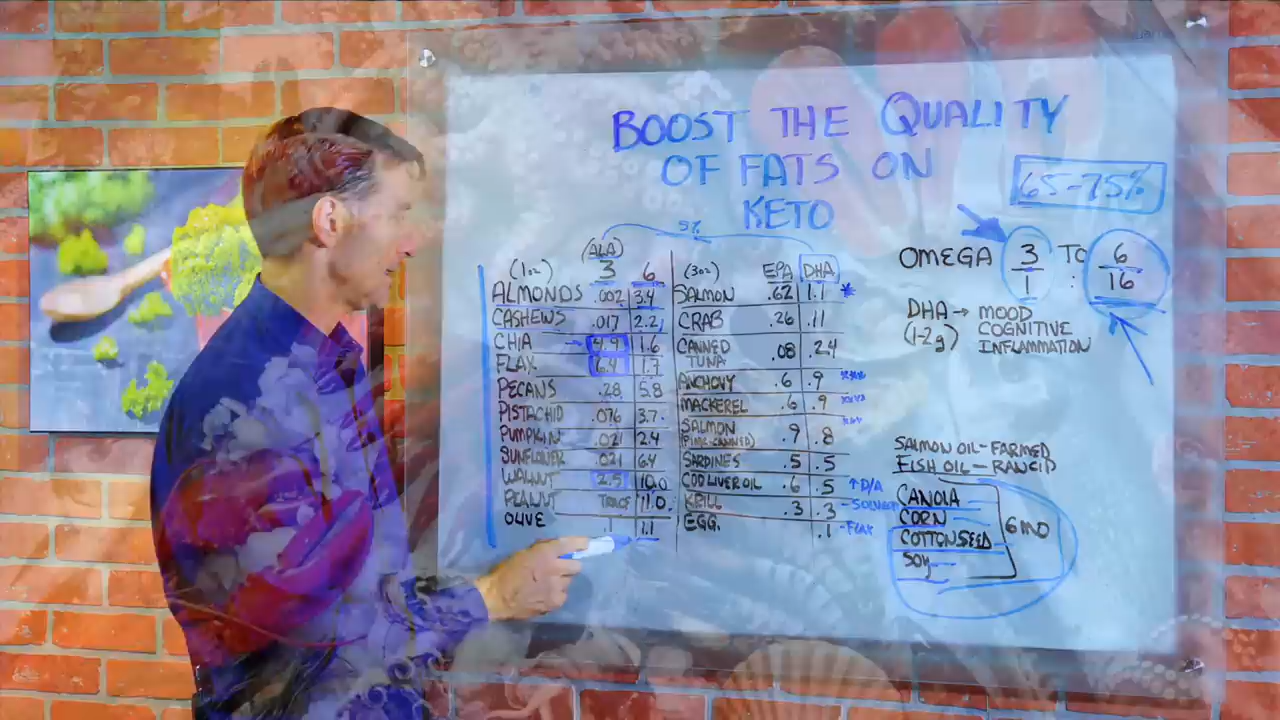 BOOST THE QUALITY
OF FATS ON
KETO
65-75%
5%
(ALA)
(1oz) 3 6
ALMONDS .002 3.4
CASHEWS .017 2.2
CHIA → 4.9 1.6
FLAX 6.4 1.7
PECANS .28 5.8
PISTACHIO .076 3.7
PUMPKIN .021 2.4
SUNFLOWER .021 6.4
WALNUT 2.5 10.0
PEANUT TRACE 11.0
OLIVE .1 1.1
(3oz) EPA DHA
SALMON .62 1.1 *
CRAB .26 .11
CANNED TUNA .08 .24
ANCHOVY .6 .9
MACKEREL .6 .9
SALMON (PINK-CANNED) .9 .8
SARDINES .5 .5
COD LIVER OIL .6 .5 ↑D/A
KRILL .3 .3 -SOLVENT
EGG. .1 -FLAX
OMEGA 3 TO 6
1 : 16
DHA → MOOD
(1-2g) COGNITIVE
INFLAMMATION
SALMON OIL-FARMED
FISH OIL-RANCID
CANOLA
CORN
COTTONSEED
SOY
6 MO